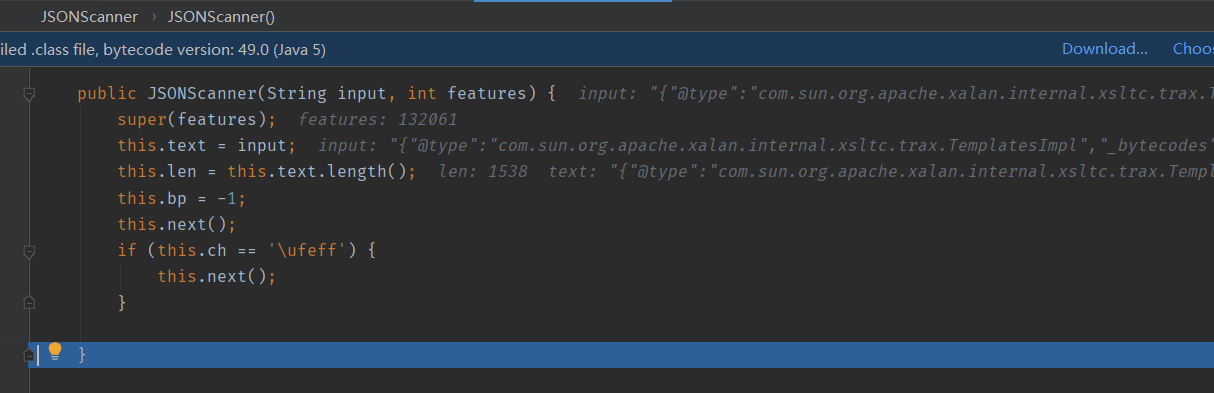 JSONScanner › JSONScanner()
iled .class file, bytecode version: 49.0 (Java 5) Download... Choos
public JSONScanner(String input, int features) { input: "{"@type":"com.sun.org.apache.xalan.internal.xsltc.trax.T
super(features); features: 132061
this.text = input; input: "{"@type":"com.sun.org.apache.xalan.internal.xsltc.trax.TemplatesImpl","_bytecodes"
this.len = this.text.length(); len: 1538 text: "{"@type":"com.sun.org.apache.xalan.internal.xsltc.trax.Templ
this.bp = -1;
this.next();
if (this.ch == '\ufeff') {
this.next();
}
}